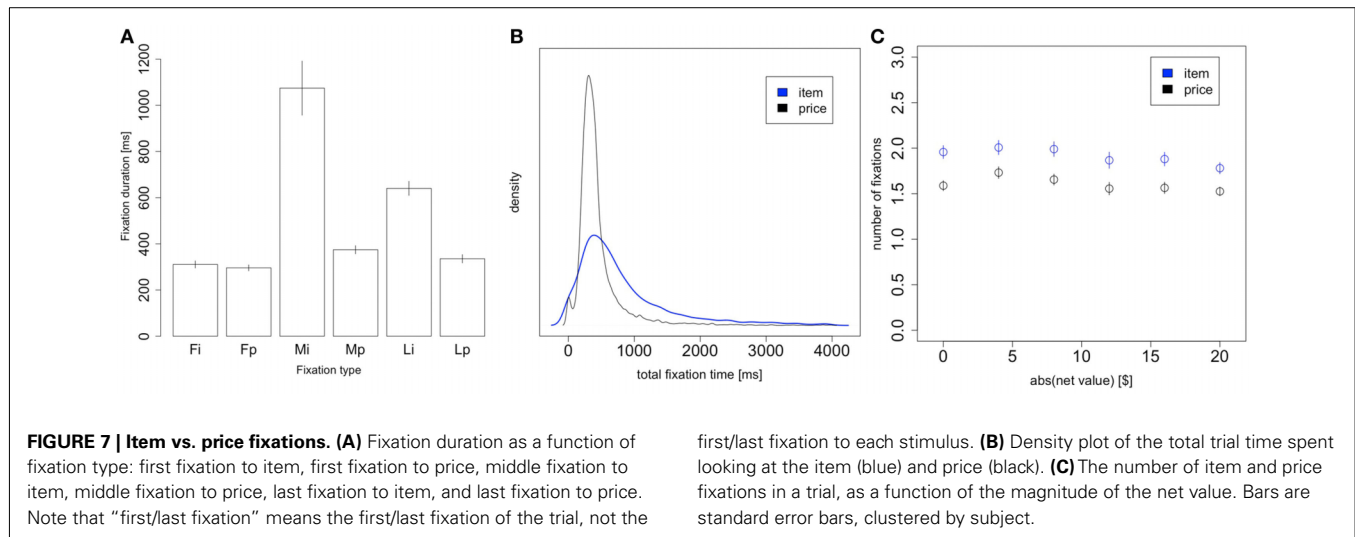 A
Fixation duration [ms]
1200
1000
800
600
400
200
0
Fi Fp Mi Mp Li Lp
Fixation type
B
density
item
price
0 1000 2000 3000 4000
total fixation time [ms]
C
number of fixations
3.0
2.5
2.0
1.5
1.0
0.5
0.0
item
price
0 5 10 15 20
abs(net value) [$]
FIGURE 7 | Item vs. price fixations. (A) Fixation duration as a function of
fixation type: first fixation to item, first fixation to price, middle fixation to
item, middle fixation to price, last fixation to item, and last fixation to price.
Note that “first/last fixation” means the first/last fixation of the trial, not the
first/last fixation to each stimulus. (B) Density plot of the total trial time spent
looking at the item (blue) and price (black). (C) The number of item and price
fixations in a trial, as a function of the magnitude of the net value. Bars are
standard error bars, clustered by subject.